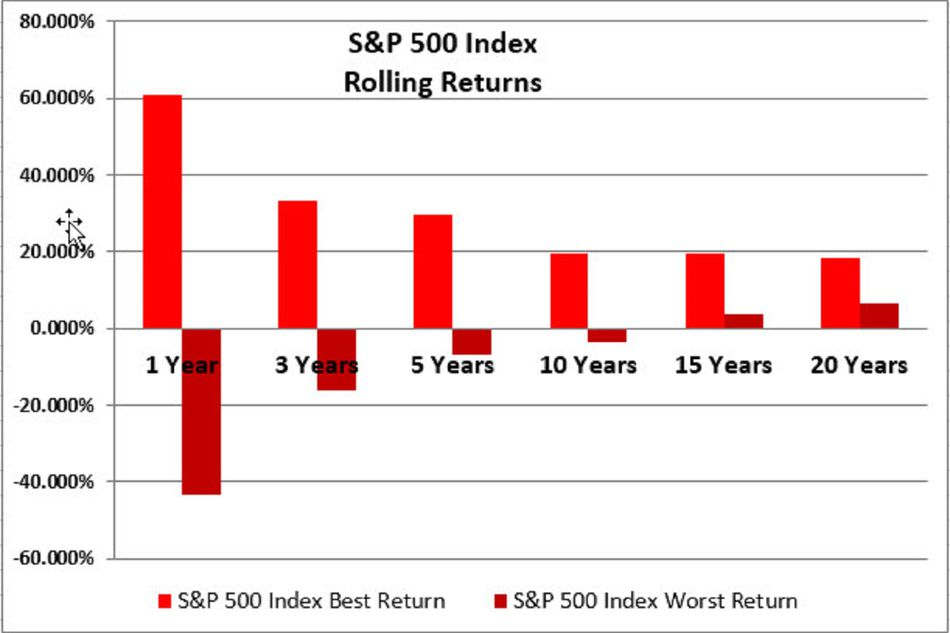 S&P 500 Index
Rolling Returns
80.000%
60.000%
40.000%
20.000%
0.000%
-20.000%
-40.000%
-60.000%
1 Year 3 Years 5 Years 10 Years 15 Years 20 Years
S&P 500 Index Best Return S&P 500 Index Worst Return